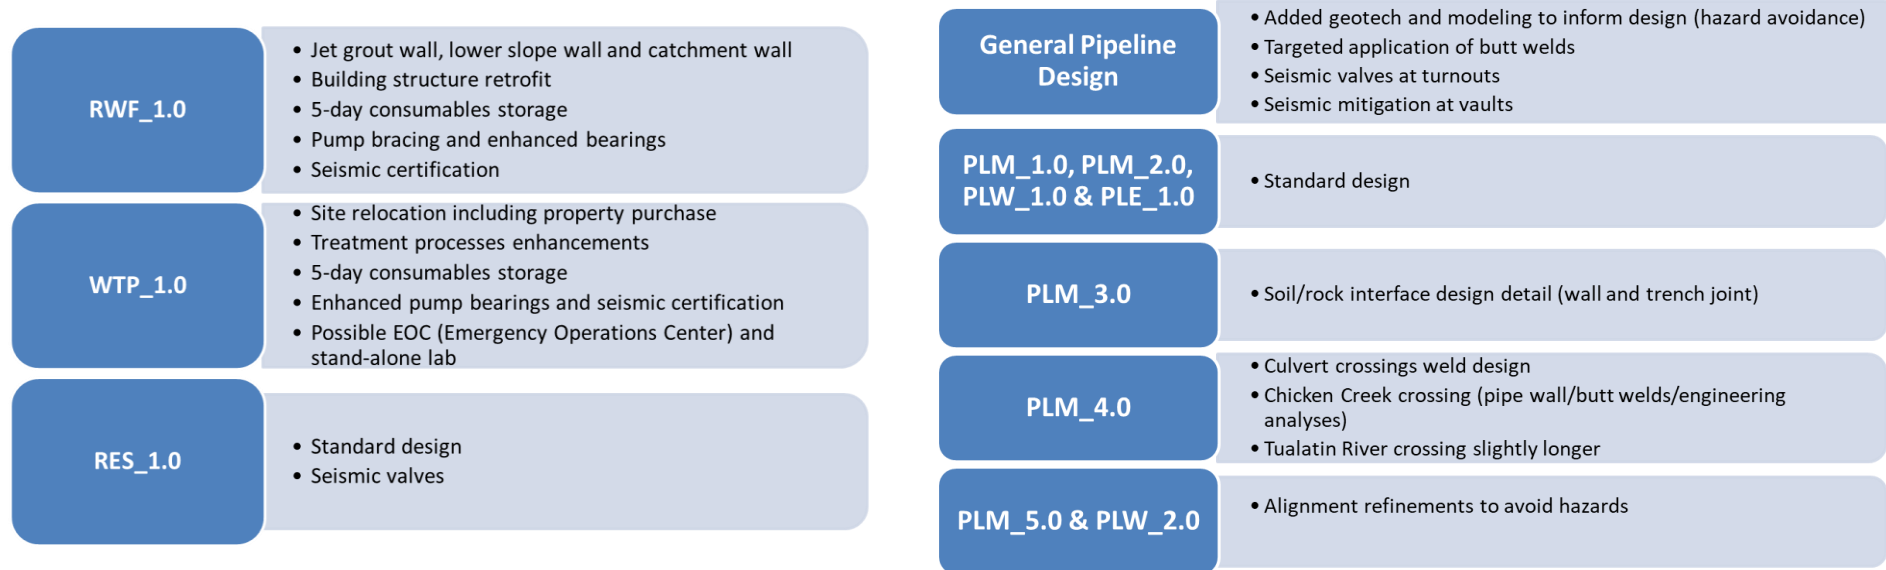 RWF_1.0
• Jet grout wall, lower slope wall and catchment wall
• Building structure retrofit
• 5-day consumables storage
• Pump bracing and enhanced bearings
• Seismic certification
WTP_1.0
• Site relocation including property purchase
• Treatment processes enhancements
• 5-day consumables storage
• Enhanced pump bearings and seismic certification
• Possible EOC (Emergency Operations Center) and
stand-alone lab
RES_1.0
• Standard design
• Seismic valves
General Pipeline
Design
• Added geotech and modeling to inform design (hazard avoidance)
• Targeted application of butt welds
• Seismic valves at turnouts
• Seismic mitigation at vaults
PLM_1.0, PLM_2.0,
PLW_1.0 & PLE_1.0
• Standard design
PLM_3.0
• Soil/rock interface design detail (wall and trench joint)
PLM_4.0
• Culvert crossings weld design
• Chicken Creek crossing (pipe wall/butt welds/engineering
analyses)
• Tualatin River crossing slightly longer
PLM_5.0 & PLW_2.0
• Alignment refinements to avoid hazards